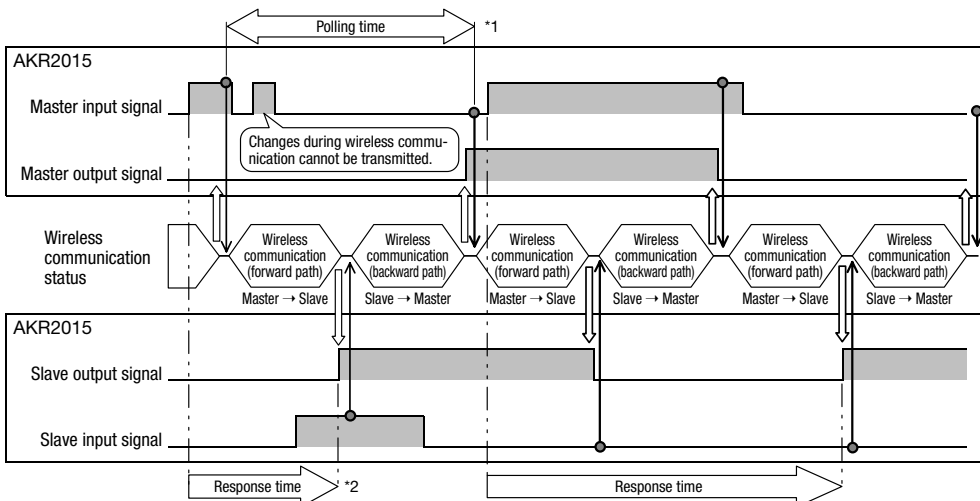 Polling time *1
AKR2015
Master input signal
Changes during wireless commu-
nication cannot be transmitted.
Master output signal
Wireless
communication
status
Wireless
communication
(forward path)
Wireless
communication
(backward path)
Wireless
communication
(forward path)
Wireless
communication
(backward path)
Wireless
communication
(forward path)
Wireless
communication
(backward path)
Master → Slave
Slave → Master
Master → Slave
Slave → Master
Master → Slave
Slave → Master
AKR2015
Slave output signal
Slave input signal
Response time *2
Response time